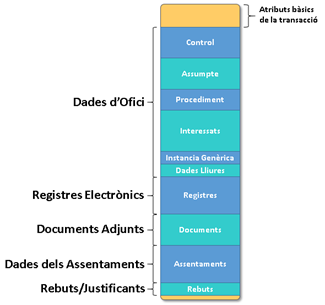 Atributs bàsics
de la transacció
Control
Assumpte
Dades d'Ofici
Procediment
Interessats
Instancia Genèrica
Dades Lliures
Registres Electrònics
Registres
Documents Adjunts
Documents
Dades dels Assentaments
Assentaments
Rebuts/Justificants
Rebuts